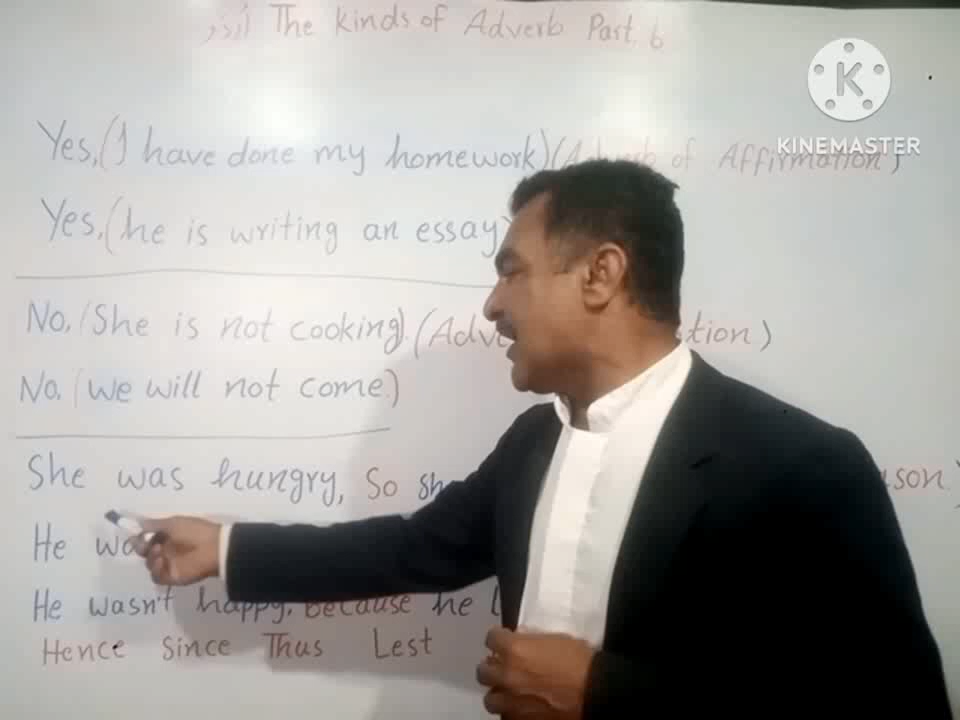 The Kinds of Adverb Part 6
KINEMASTER
Yes, (I have done my homework) (Adverb of Affirmation)
Yes, (he is writing an essay)
No, (She is not cooking). (Adve tion)
No, (we will not come.)
She was hungry, So sh ason.)
He wa
He wasn't happy, Because he
Hence Since Thus Lest